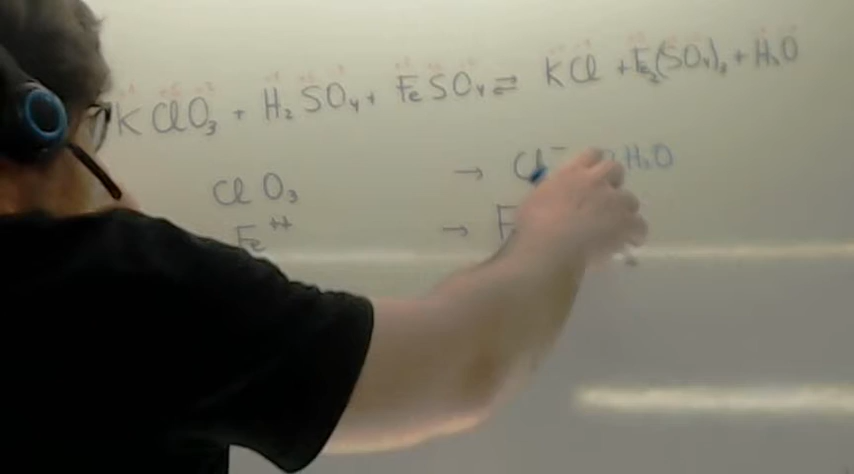 KClO₃ + H₂SO₄ + FeSO₄ ⇌ KCl + Fe₂(SO₄)₃ + H₂O
ClO₃ → Cl⁻ H₂O
Fe⁺⁺ → F